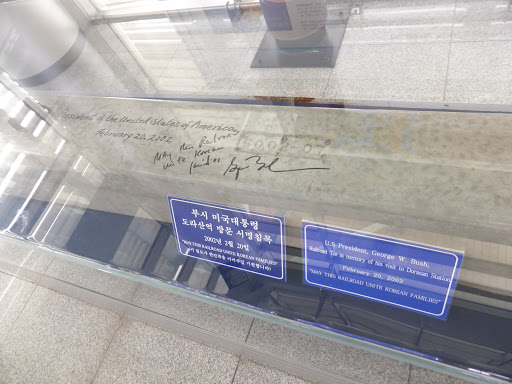 President of the United States of America
February 20, 2002
May this Railroad
unite Korean
families
부시 미국대통령
도라산역 방문 서명침목
2002년 2월 20일
"MAY THIS RAILROAD UNITE KOREAN FAMILIES"
U.S President, George W. Bush,
Railroad Tie in memory of his visit to Dorasan Station
February 20, 2002
"MAY THIS RAILROAD UNITE KOREAN FAMILIES"